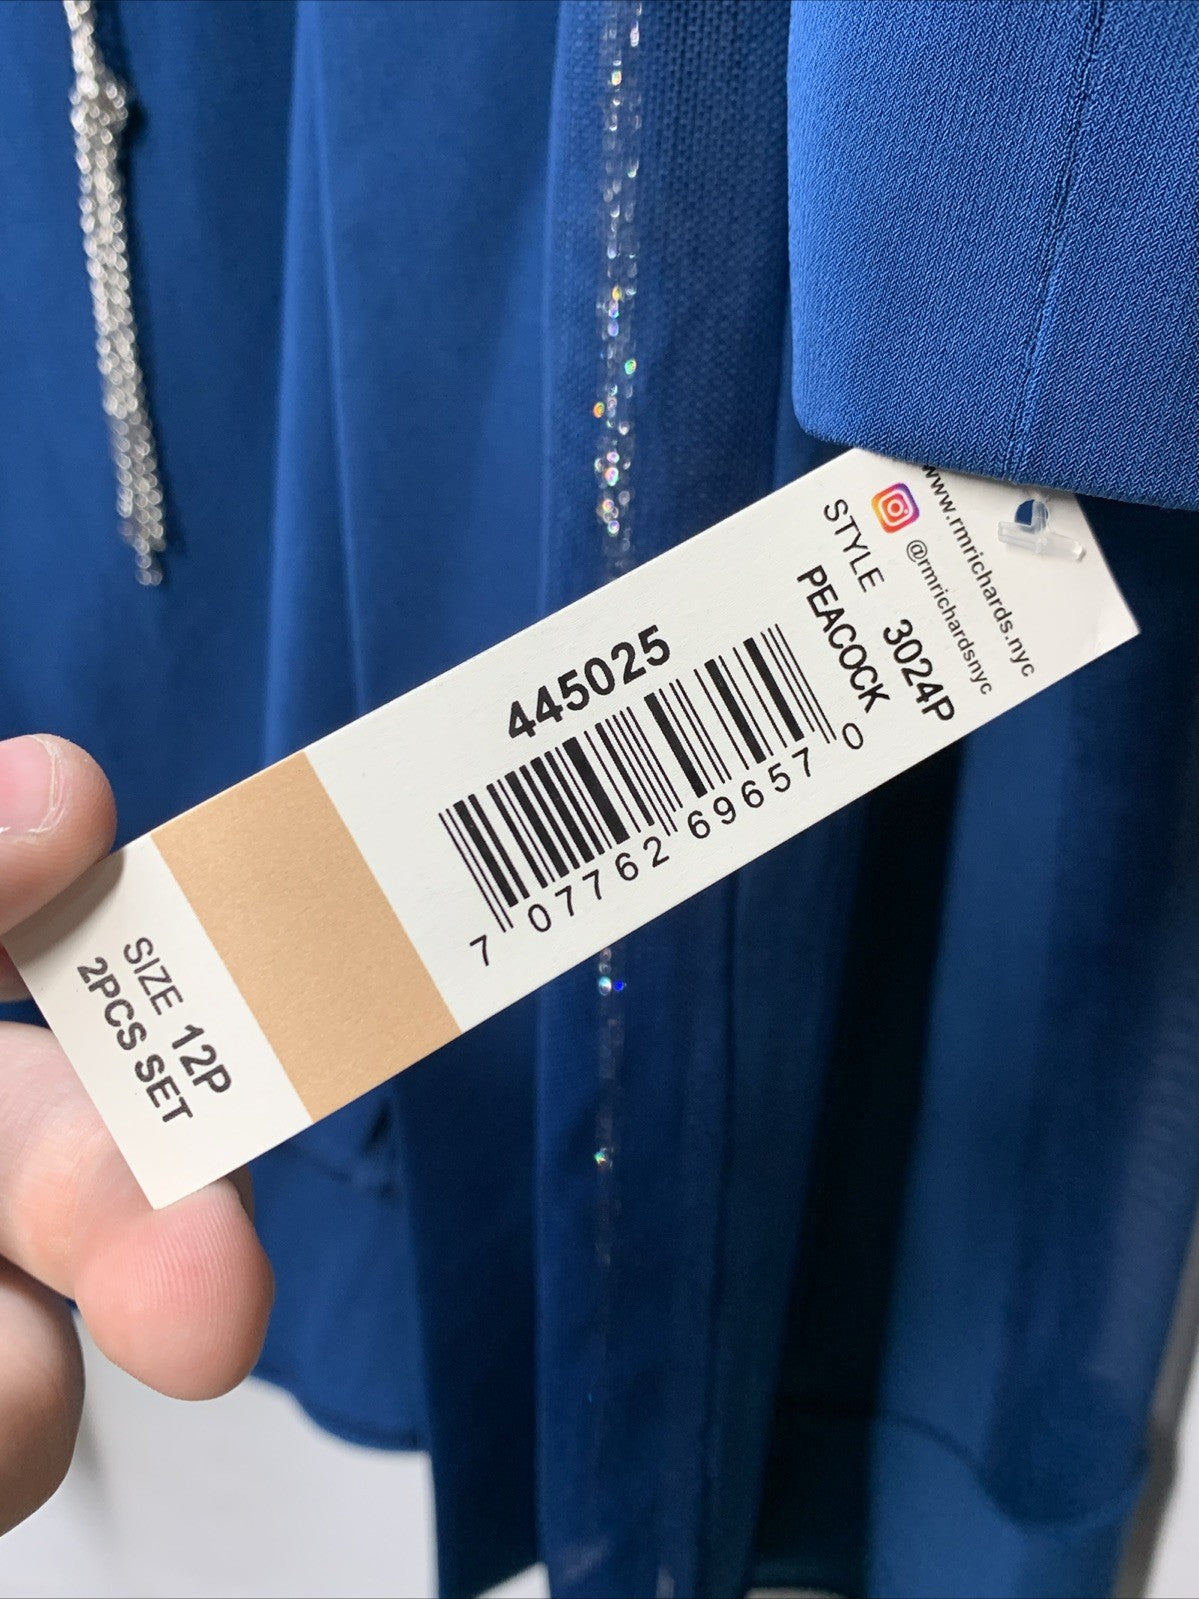 www.rmrichards.nyc
@rmrichardsnyc
STYLE 3024P
PEACOCK
445025
7 07762 69657 0
SIZE 12P
2PCS SET